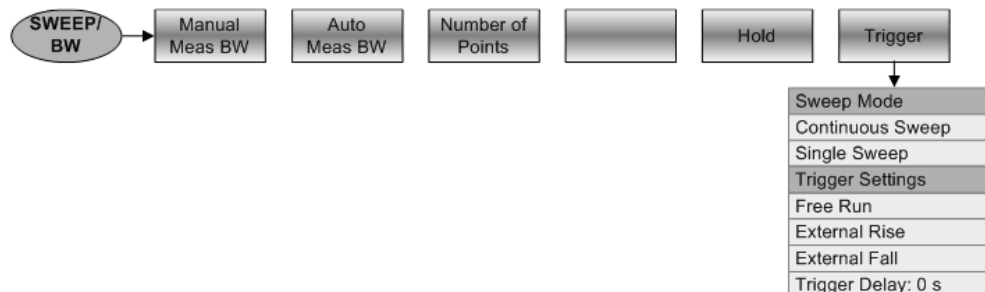 SWEEP/
BW
Manual
Meas BW
Auto
Meas BW
Number of
Points
Hold
Trigger
Sweep Mode
Continuous Sweep
Single Sweep
Trigger Settings
Free Run
External Rise
External Fall
Trigger Delay: 0 s